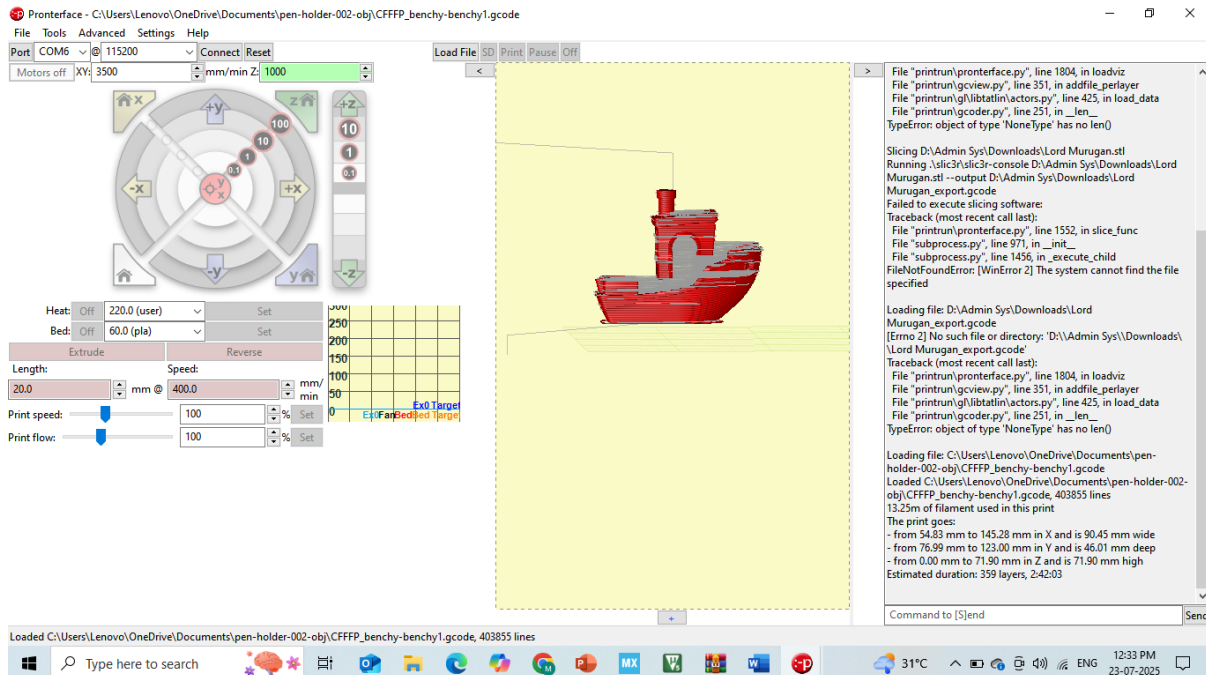 Pronterface - C:\Users\Lenovo\OneDrive\Documents\pen-holder-002-obj\CFFFP_benchy-benchy1.gcode
File Tools Advanced Settings Help
Port COM6 @ 115200 Connect Reset
Load File SD Print Pause Off
Motors off XY: 3500 mm/min Z: 1000
< >
x +y z +z
100 10 1 0.1
10 1 0.1
-x y x +x
-y y -z
Heat: Off 220.0 (user) Set
Bed: Off 60.0 (pla) Set
Extrude Reverse
Length: Speed:
20.0 mm @ 400.0 mm/
min
Print speed: 100 % Set
Print flow: 100 % Set
300
250
200
150
100
50
0
Ex0 Target
Ex0FanBedBed Target
+
File "printrun\pronterface.py", line 1804, in loadviz
File "printrun\gcview.py", line 351, in addfile_perlayer
File "printrun\gl\libtatlin\actors.py", line 425, in load_data
File "printrun\gcoder.py", line 251, in __len__
TypeError: object of type 'NoneType' has no len()
Slicing D:\Admin Sys\Downloads\Lord Murugan.stl
Running .\slic3r\slic3r-console D:\Admin Sys\Downloads\Lord
Murugan.stl --output D:\Admin Sys\Downloads\Lord
Murugan_export.gcode
Failed to execute slicing software:
Traceback (most recent call last):
File "printrun\pronterface.py", line 1552, in slice_func
File "subprocess.py", line 971, in __init__
File "subprocess.py", line 1456, in _execute_child
FileNotFoundError: [WinError 2] The system cannot find the file
specified
Loading file: D:\Admin Sys\Downloads\Lord
Murugan_export.gcode
[Errno 2] No such file or directory: 'D:\\Admin Sys\\Downloads\
\Lord Murugan_export.gcode'
Traceback (most recent call last):
File "printrun\pronterface.py", line 1804, in loadviz
File "printrun\gcview.py", line 351, in addfile_perlayer
File "printrun\gl\libtatlin\actors.py", line 425, in load_data
File "printrun\gcoder.py", line 251, in __len__
TypeError: object of type 'NoneType' has no len()
Loading file: C:\Users\Lenovo\OneDrive\Documents\pen-
holder-002-obj\CFFFP_benchy-benchy1.gcode
Loaded C:\Users\Lenovo\OneDrive\Documents\pen-holder-002-
obj\CFFFP_benchy-benchy1.gcode, 403855 lines
13.25m of filament used in this print
The print goes:
- from 54.83 mm to 145.28 mm in X and is 90.45 mm wide
- from 76.99 mm to 123.00 mm in Y and is 46.01 mm deep
- from 0.00 mm to 71.90 mm in Z and is 71.90 mm high
Estimated duration: 359 layers, 2:42:03
Command to [S]end Send
Loaded C:\Users\Lenovo\OneDrive\Documents\pen-holder-002-obj\CFFFP_benchy-benchy1.gcode, 403855 lines
Type here to search
31°C ENG 12:33 PM
23-07-2025